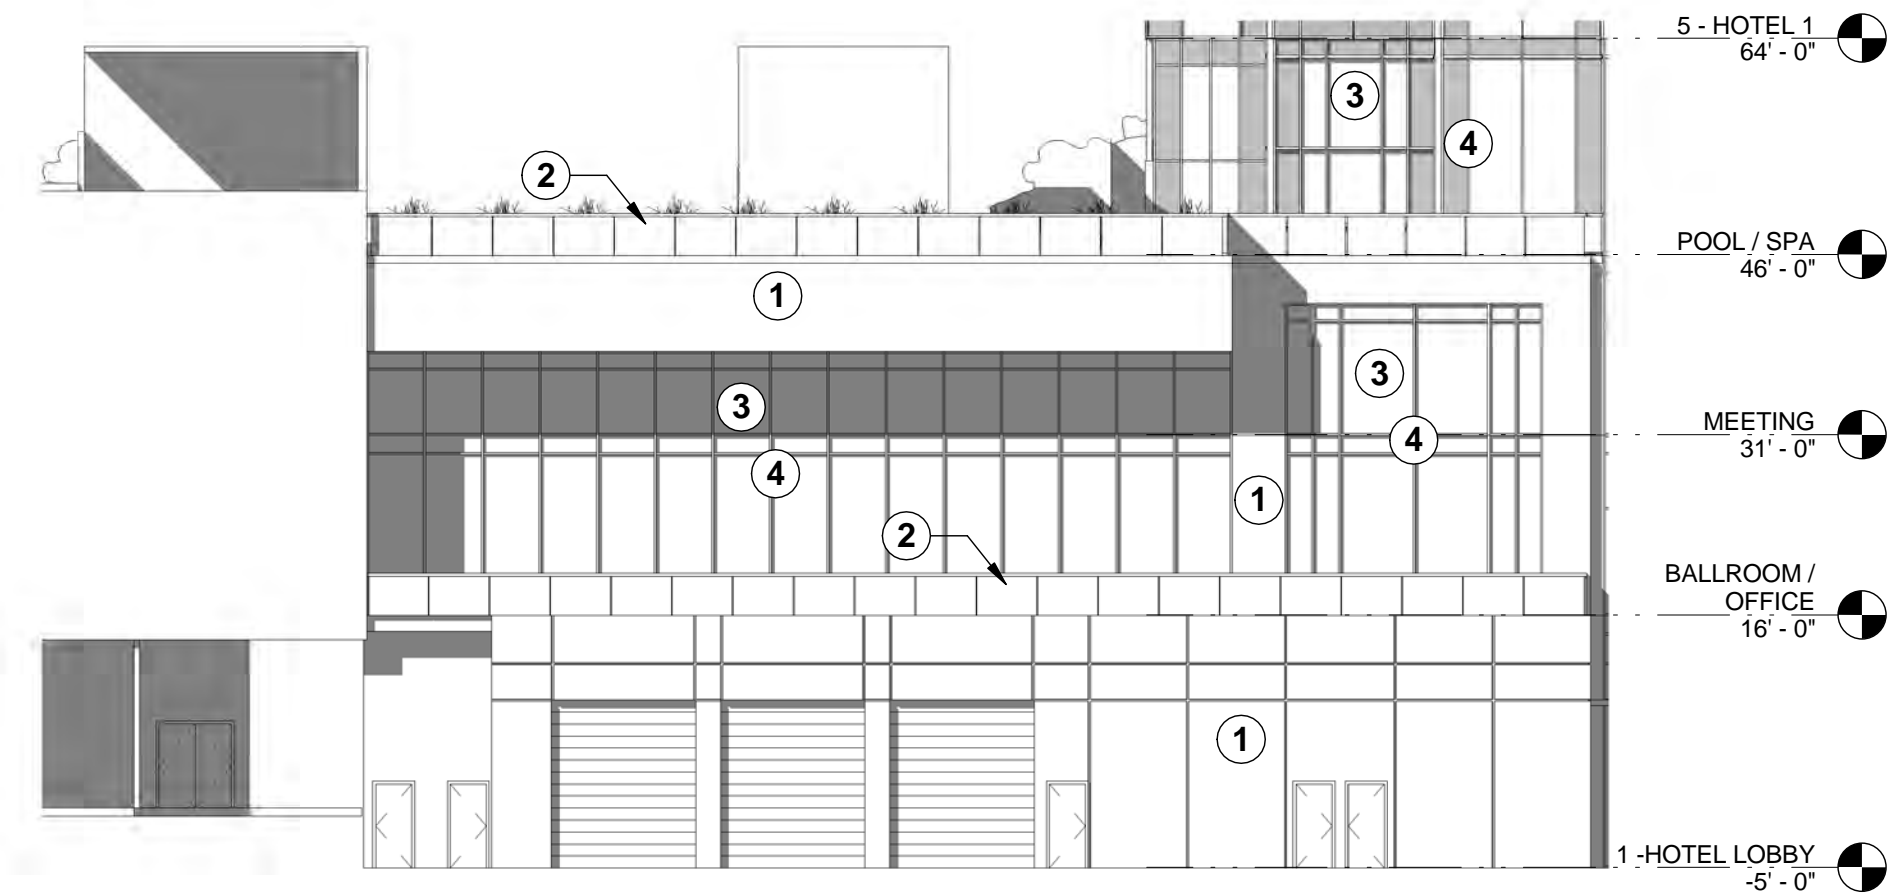 5 - HOTEL 1
64' - 0"
3
4
2
POOL / SPA
46' - 0"
1
3
3
MEETING
31' - 0"
4
4
1
2
BALLROOM /
OFFICE
16' - 0"
1
1 -HOTEL LOBBY
-5' - 0"